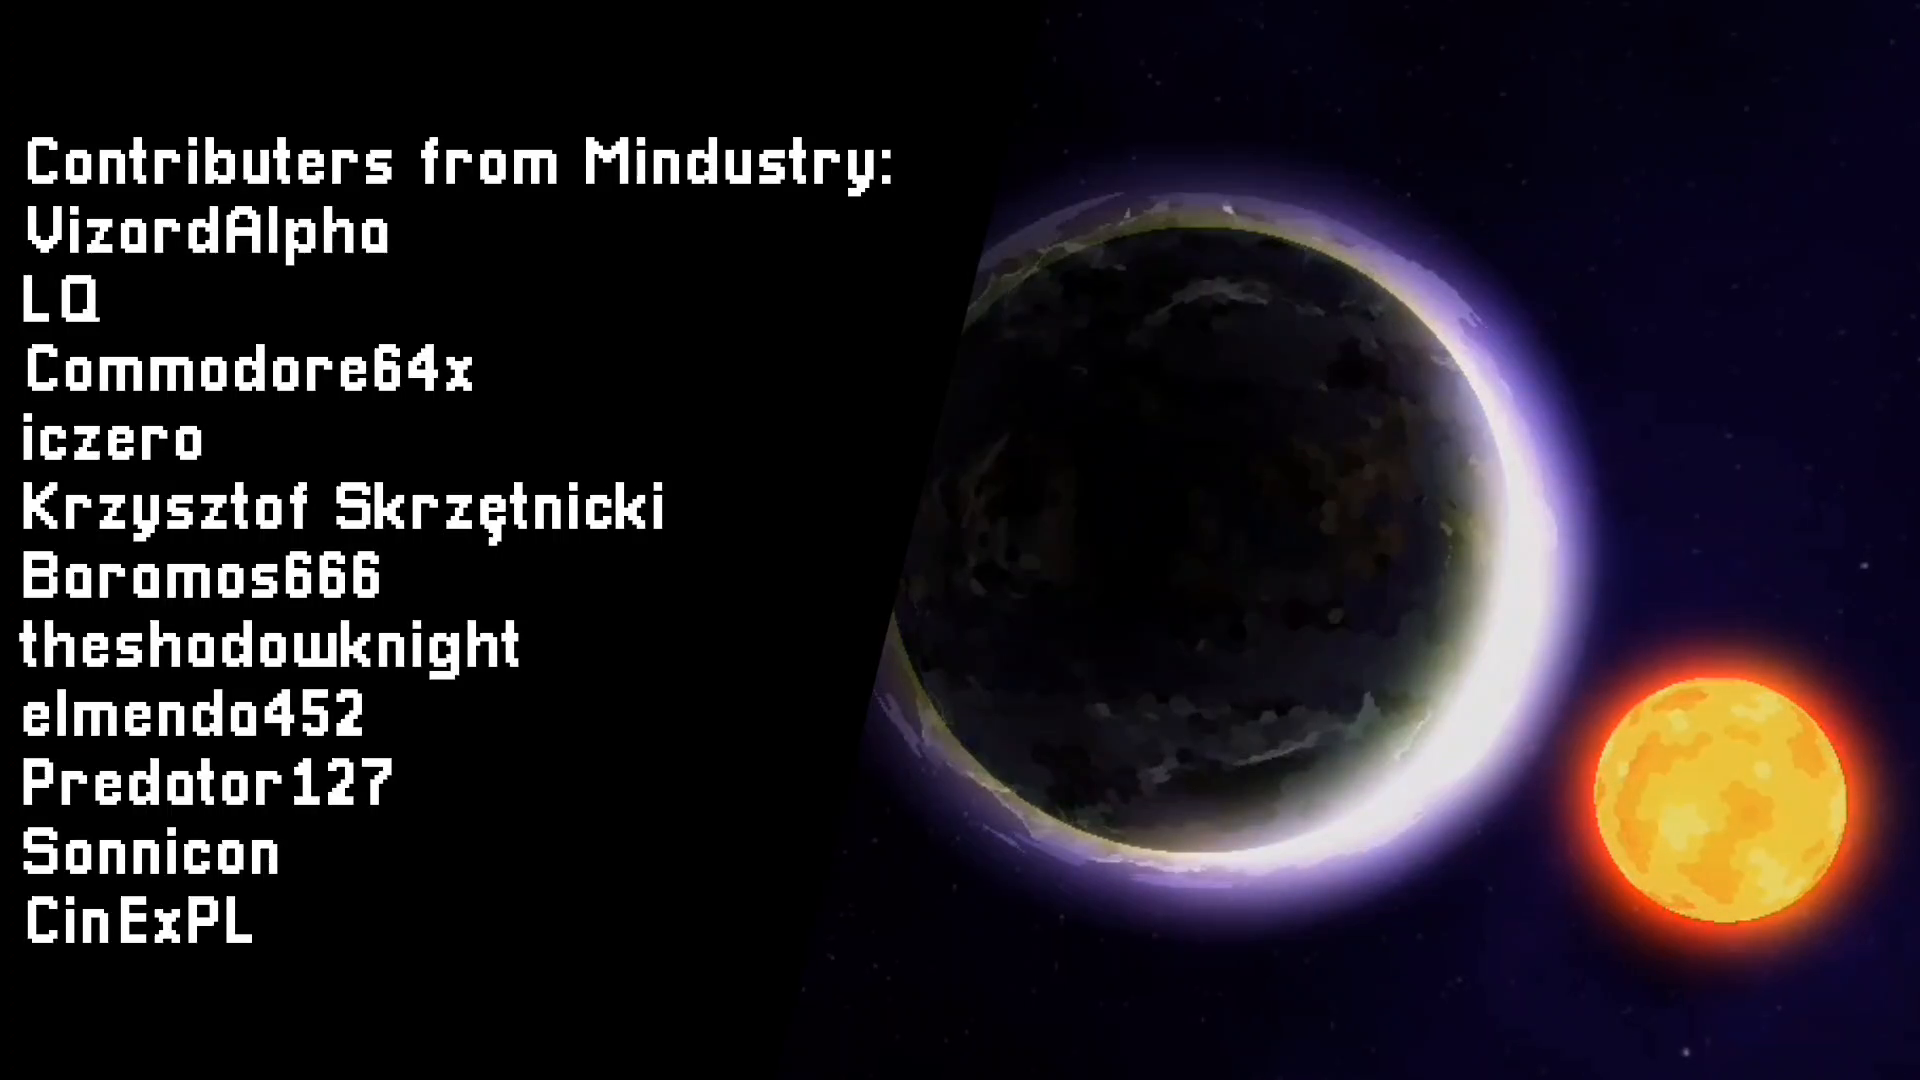 Contributers from Mindustry:
VizardAlpha
LQ
Commodore64x
iczero
Krzysztof Skrzętnicki
Baramos666
theshadowknight
elmenda452
Predator127
Sonnicon
CinExPL